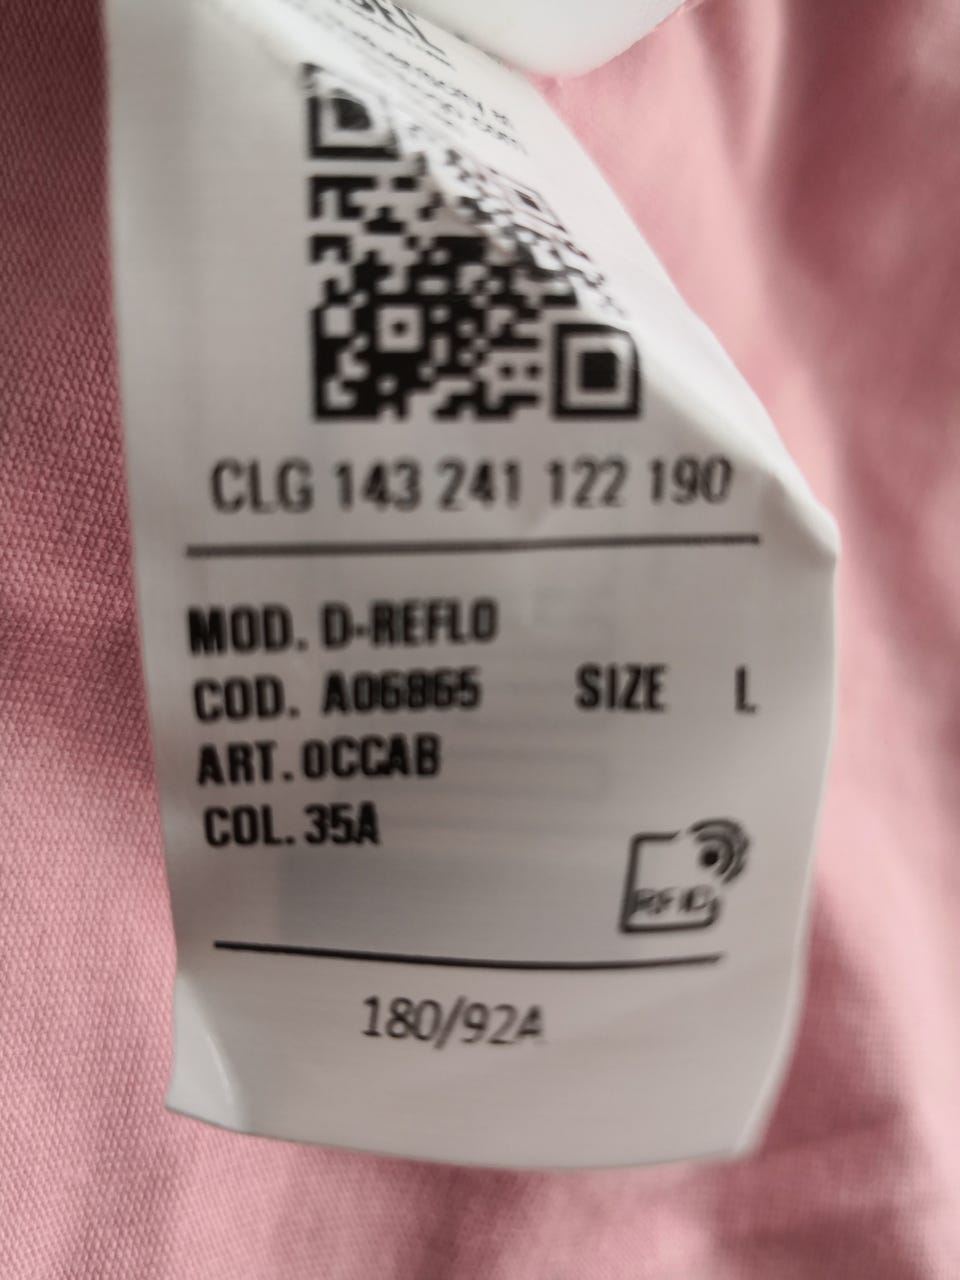 CLG 143 241 122 190
MOD. D-REFLO
COD. A06865 SIZE L
ART. 0CCAB
COL. 35A
RFID
180/92A